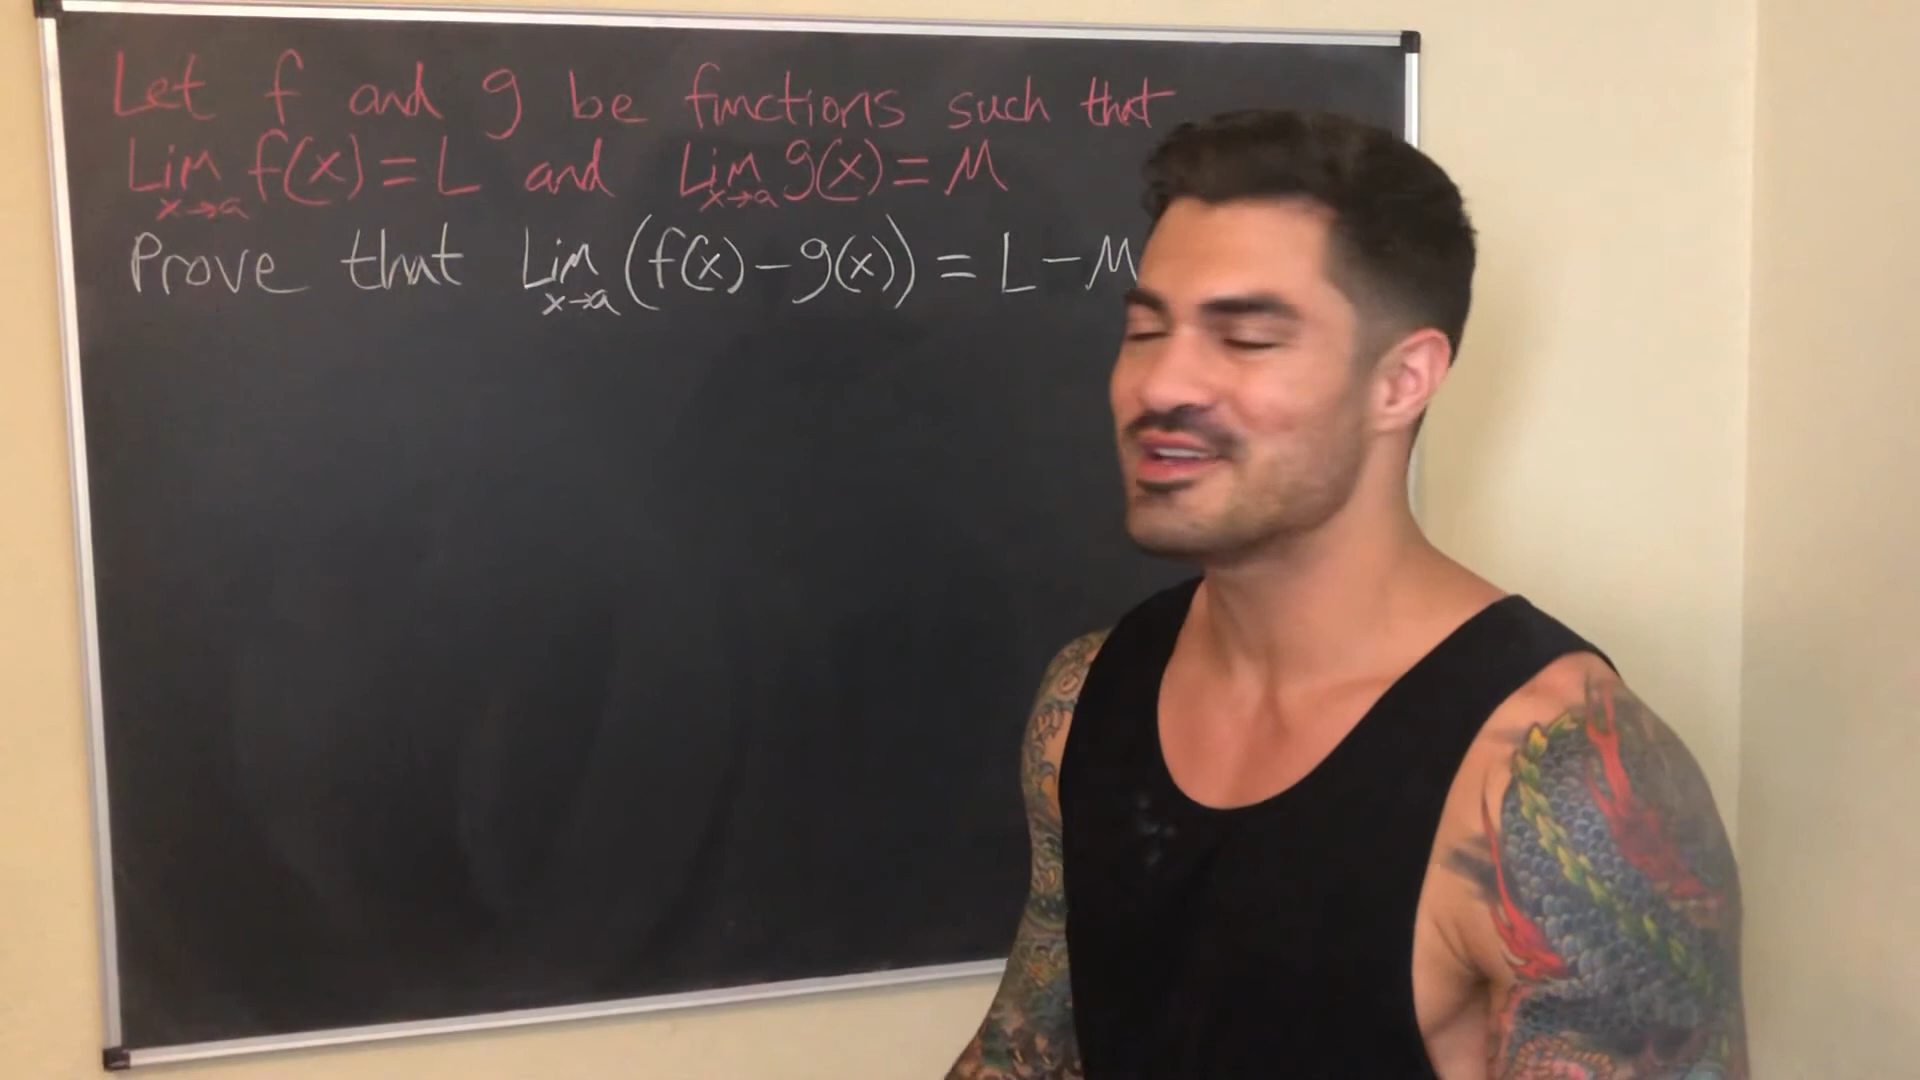 Let f and g be functions such that
Lim f(x) = L and Lim g(x) = M
x→a x→a
Prove that Lim (f(x) - g(x)) = L - M
x→a